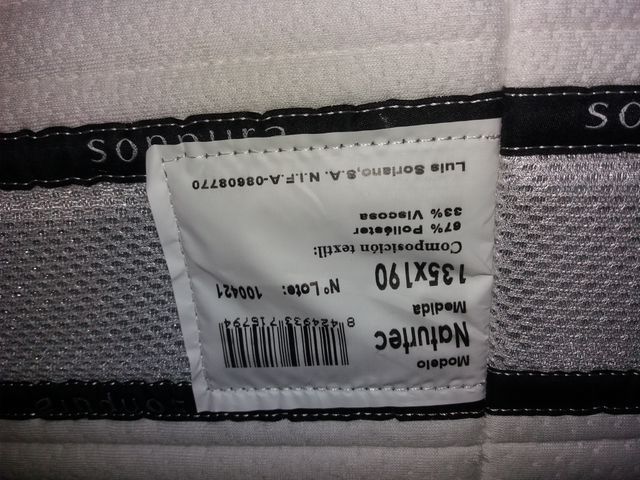 sonpura
so
Modelo
Naturtec
Medida
135x190
8 424933 716794
Nº Lote: 100421
Composición textil:
67% Poliéster
33% Viscosa
Luis Soriano,S.A. N.I.F.A-08608770